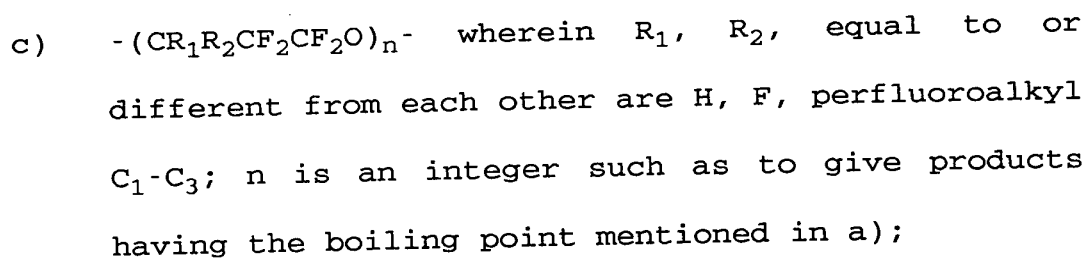 c) -(CR₁R₂CF₂CF₂O)ₙ- wherein R₁, R₂, equal to or
different from each other are H, F, perfluoroalkyl
C₁-C₃; n is an integer such as to give products
having the boiling point mentioned in a);